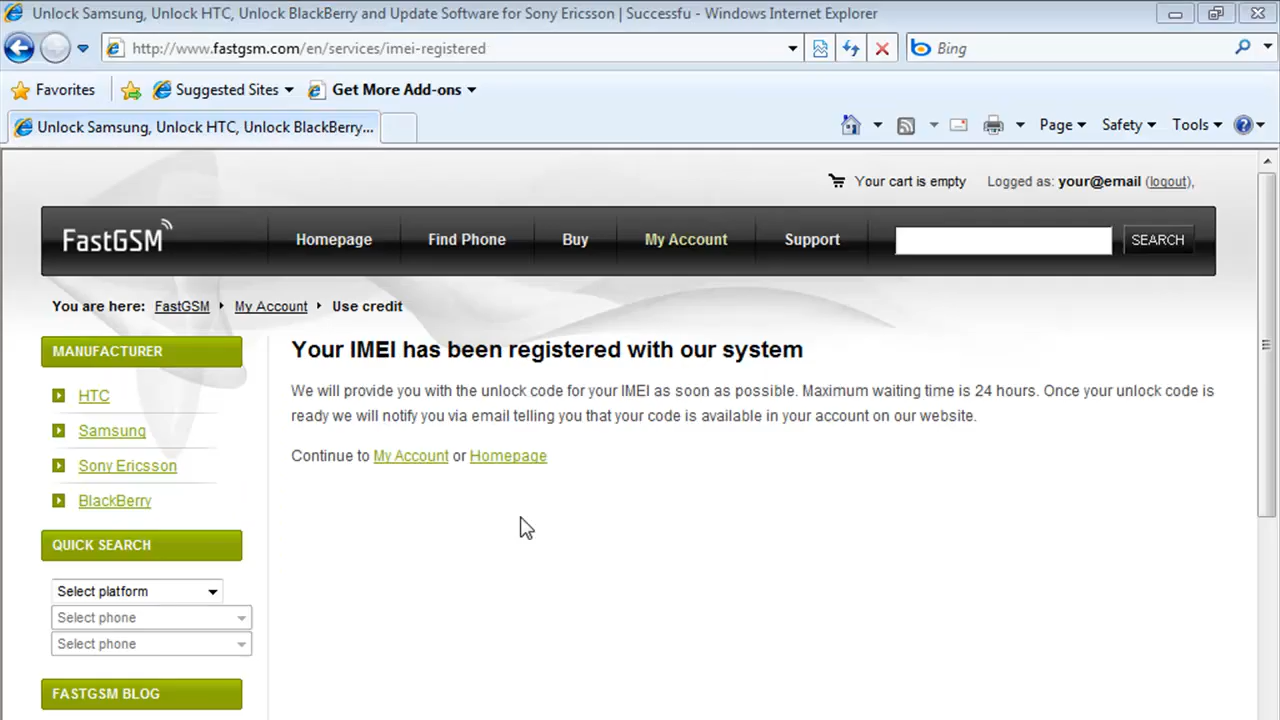 Unlock Samsung, Unlock HTC, Unlock BlackBerry and Update Software for Sony Ericsson | Successfu - Windows Internet Explorer
http://www.fastgsm.com/en/services/imei-registered
Bing
Favorites
Suggested Sites
Get More Add-ons
Unlock Samsung, Unlock HTC, Unlock BlackBerry...
Page
Safety
Tools
Your cart is empty
Logged as: your@email (logout),
FastGSM
Homepage
Find Phone
Buy
My Account
Support
SEARCH
You are here: FastGSM My Account Use credit
MANUFACTURER
HTC
Samsung
Sony Ericsson
BlackBerry
QUICK SEARCH
Select platform
Select phone
Select phone
FASTGSM BLOG
Your IMEI has been registered with our system
We will provide you with the unlock code for your IMEI as soon as possible. Maximum waiting time is 24 hours. Once your unlock code is
ready we will notify you via email telling you that your code is available in your account on our website.
Continue to My Account or Homepage